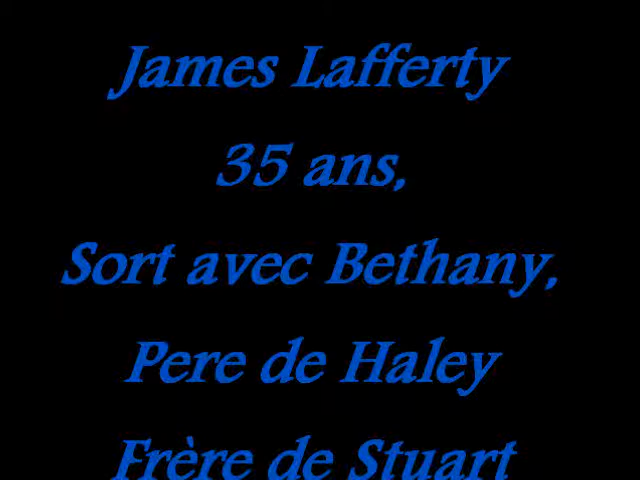 James Lafferty
35 ans,
Sort avec Bethany,
Pere de Haley
Frère de Stuart